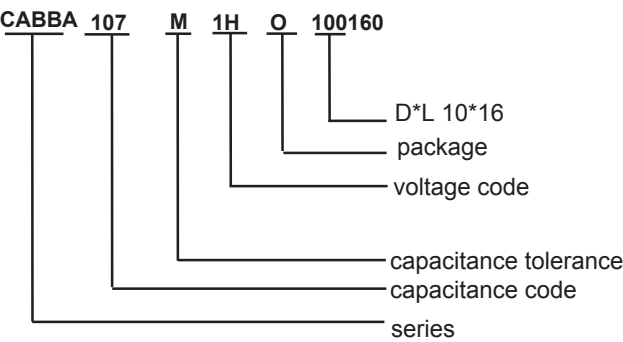 CABBA 107 M 1H O 100160
D*L 10*16
package
voltage code
capacitance tolerance
capacitance code
series